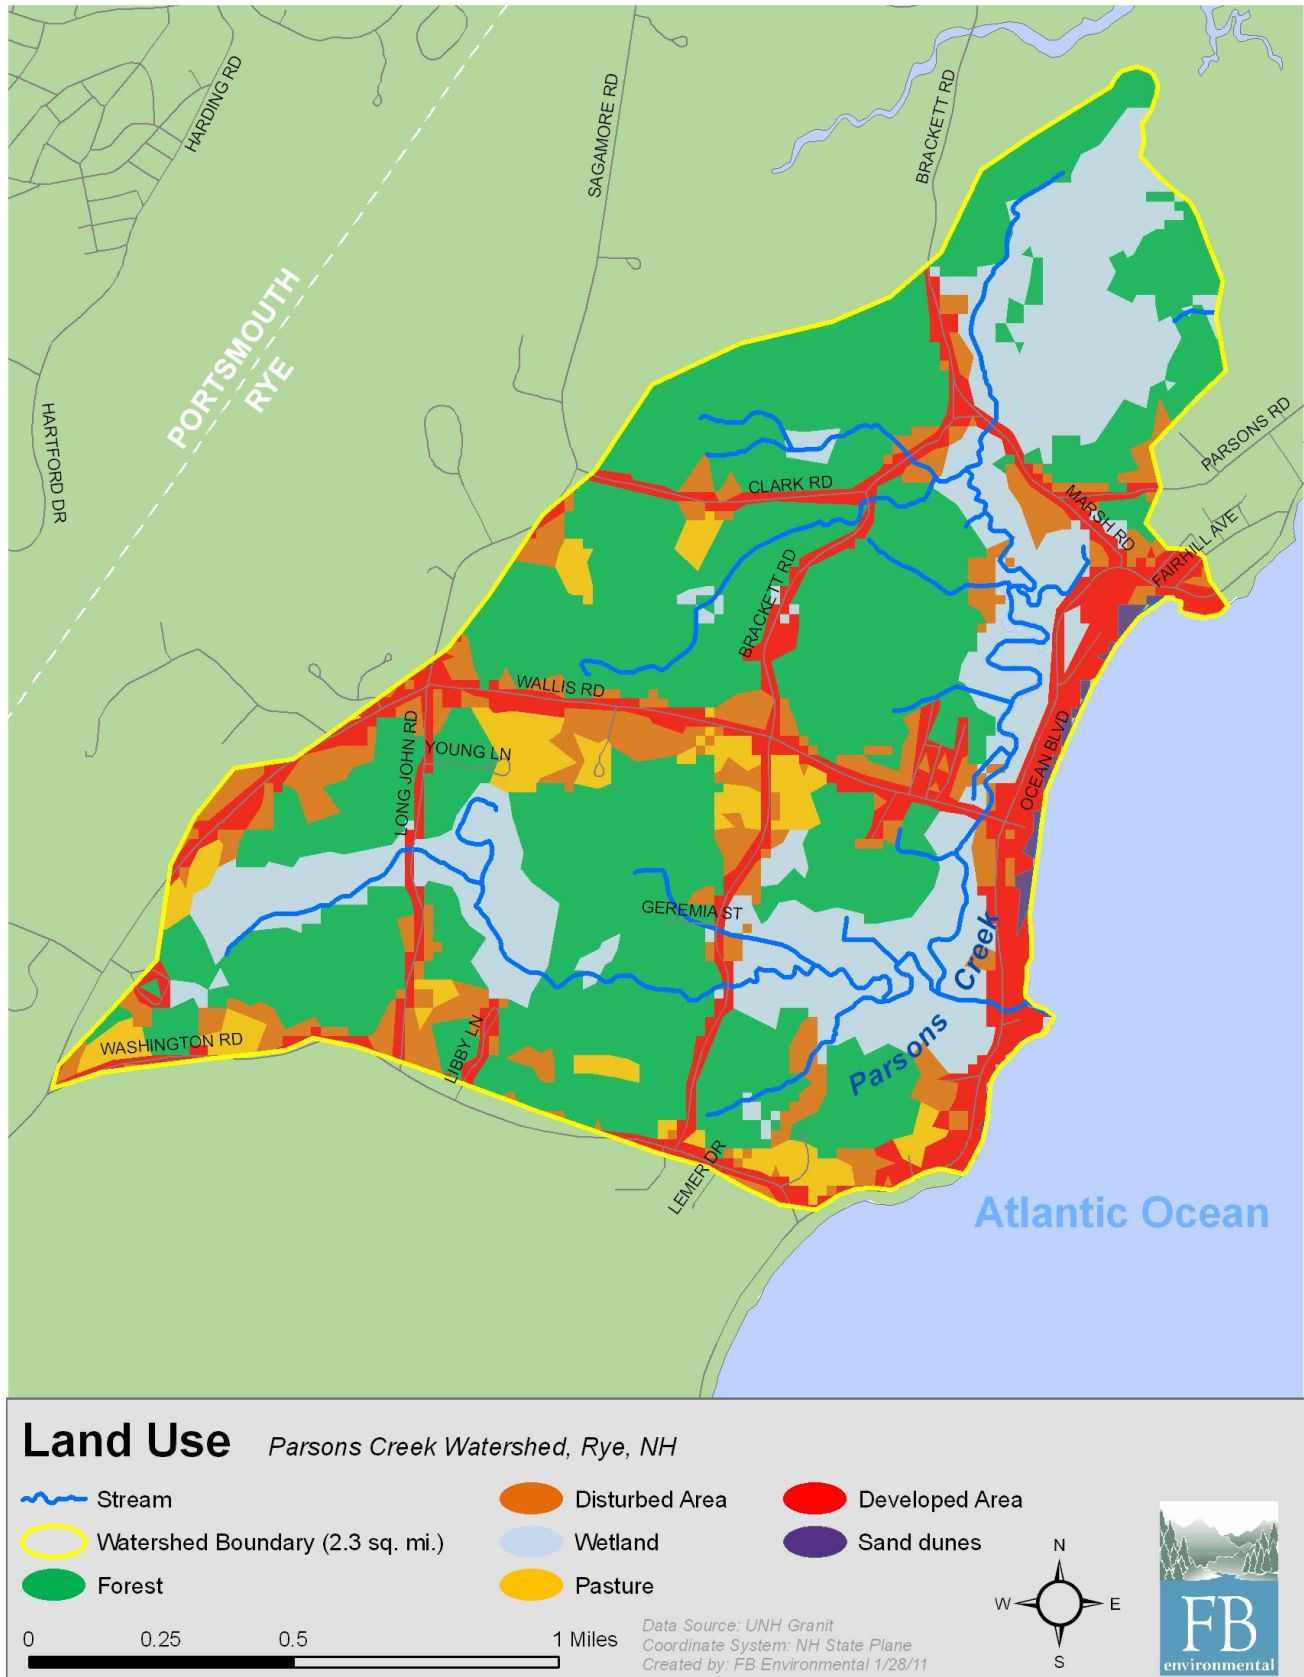 HARDING RD
SAGAMORE RD
BRACKETT RD
PORTSMOUTH
RYE
HARTFORD DR
PARSONS RD
CLARK RD
MARSH RD
FAIRHILL AVE
BRACKETT RD
WALLIS RD
LONG JOHN RD
YOUNG LN
OCEAN BLVD
GEREMIA ST
Parsons Creek
WASHINGTON RD
LIBBY LN
LEMER DR
Atlantic Ocean
Land Use Parsons Creek Watershed, Rye, NH
Stream
Watershed Boundary (2.3 sq. mi.)
Forest
Disturbed Area
Wetland
Pasture
Developed Area
Sand dunes
0 0.25 0.5 1 Miles
Data Source: UNH Granit
Coordinate System: NH State Plane
Created by: FB Environmental 1/28/11
N
W E
S
FB
environmental